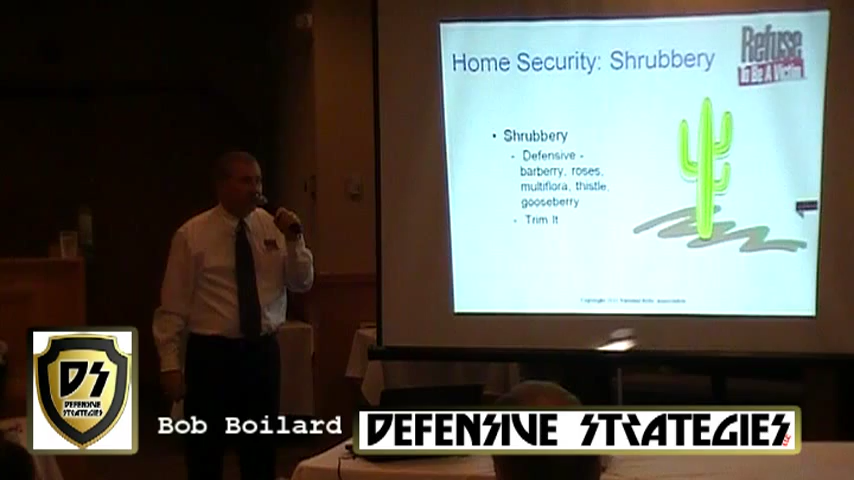 Refuse
To Be A Victim
Home Security: Shrubbery
• Shrubbery
- Defensive -
barberry, roses,
multiflora, thistle,
gooseberry
- Trim It
DS
DEFENSIVE
STRATEGIES
Bob Boilard
DEFENSIVE STRATEGIES